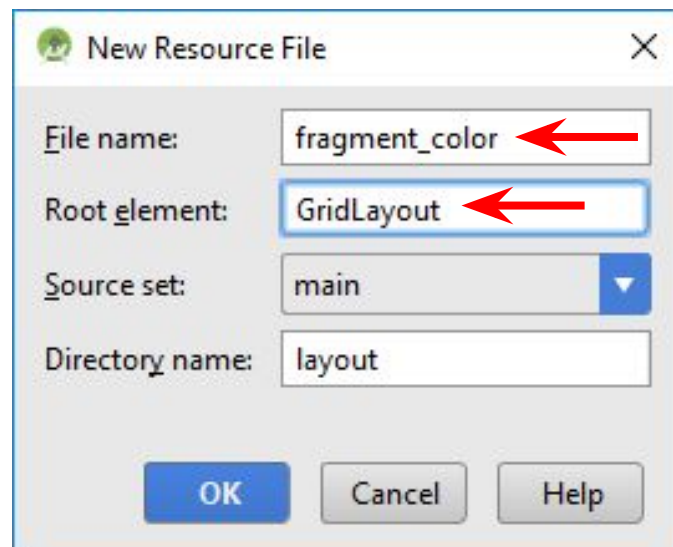 New Resource File
File name: fragment_color
Root element: GridLayout
Source set: main
Directory name: layout
OK Cancel Help